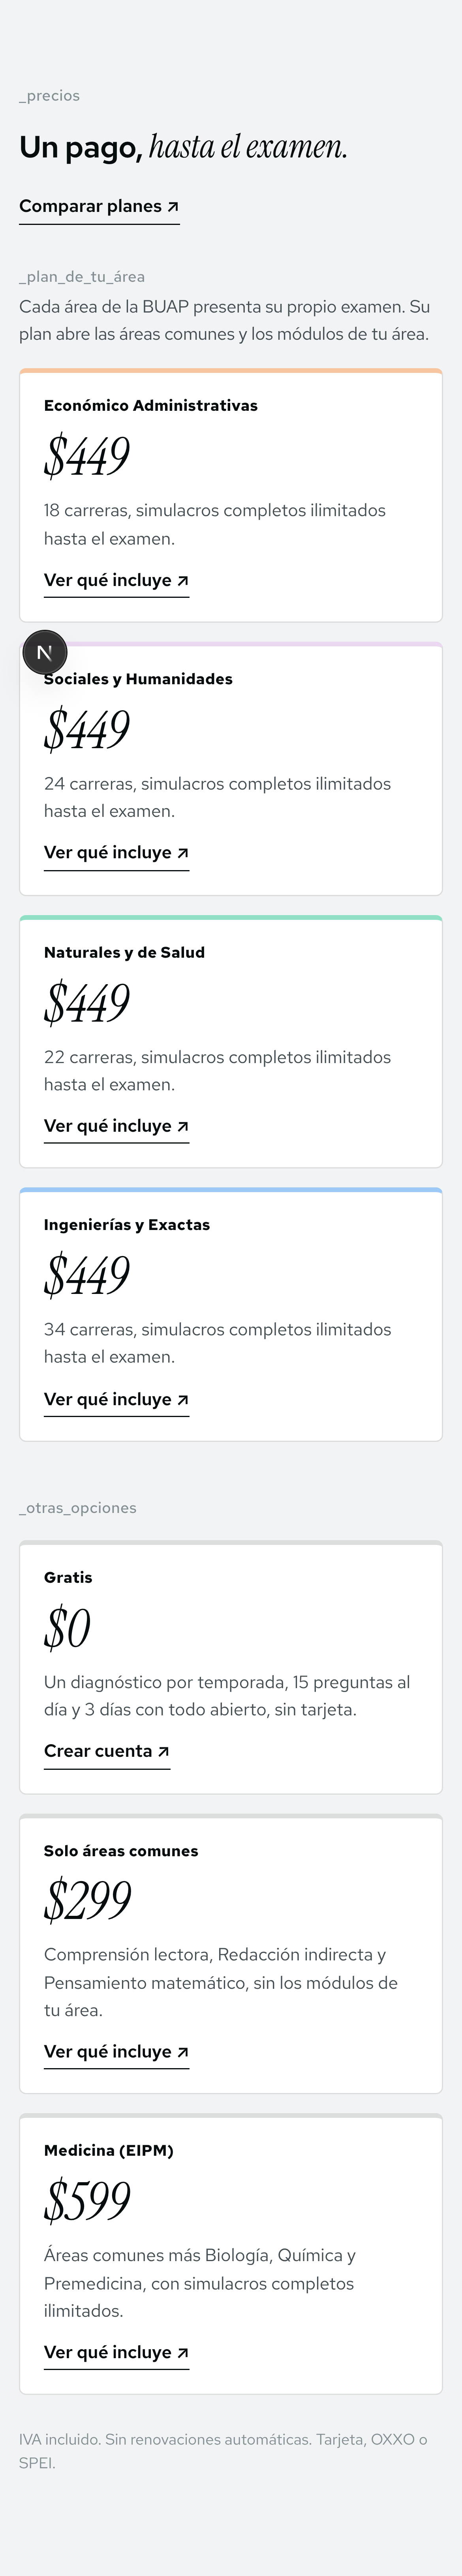 _precios
Un pago, hasta el examen.
Comparar planes ↗
_plan_de_tu_área
Cada área de la BUAP presenta su propio examen. Su
plan abre las áreas comunes y los módulos de tu área.
Económico Administrativas
$449
18 carreras, simulacros completos ilimitados
hasta el examen.
Ver qué incluye ↗
N
Sociales y Humanidades
$449
24 carreras, simulacros completos ilimitados
hasta el examen.
Ver qué incluye ↗
Naturales y de Salud
$449
22 carreras, simulacros completos ilimitados
hasta el examen.
Ver qué incluye ↗
Ingenierías y Exactas
$449
34 carreras, simulacros completos ilimitados
hasta el examen.
Ver qué incluye ↗
_otras_opciones
Gratis
$0
Un diagnóstico por temporada, 15 preguntas al
día y 3 días con todo abierto, sin tarjeta.
Crear cuenta ↗
Solo áreas comunes
$299
Comprensión lectora, Redacción indirecta y
Pensamiento matemático, sin los módulos de
tu área.
Ver qué incluye ↗
Medicina (EIPM)
$599
Áreas comunes más Biología, Química y
Premedicina, con simulacros completos
ilimitados.
Ver qué incluye ↗
IVA incluido. Sin renovaciones automáticas. Tarjeta, OXXO o
SPEI.